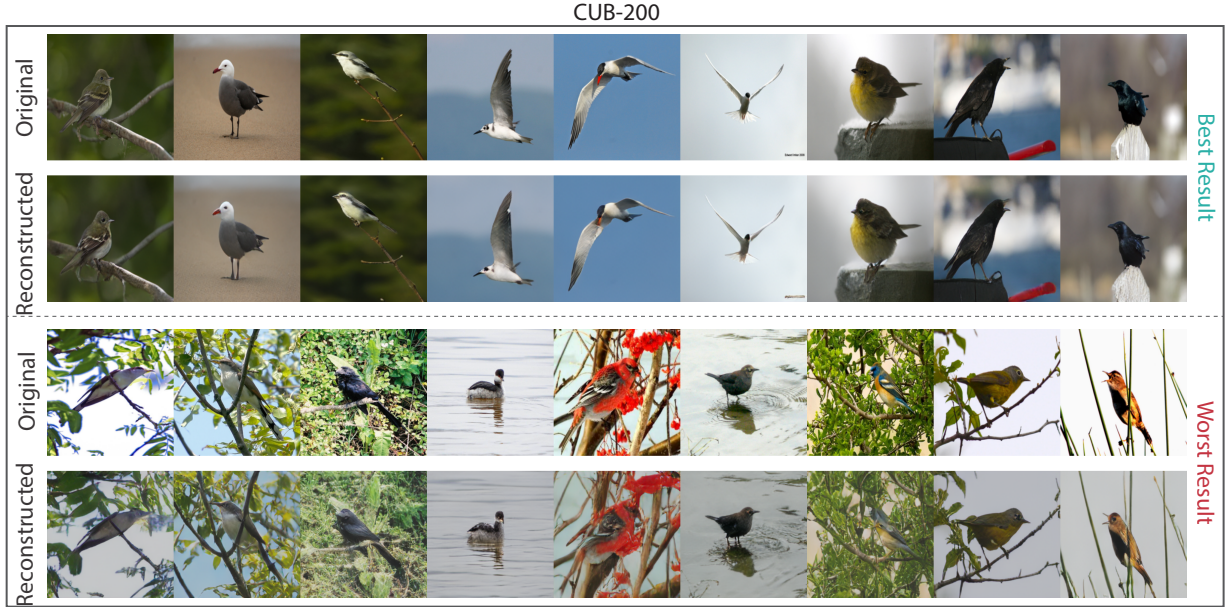 CUB-200
Original
Reconstructed
Best Result
Original
Reconstructed
Worst Result